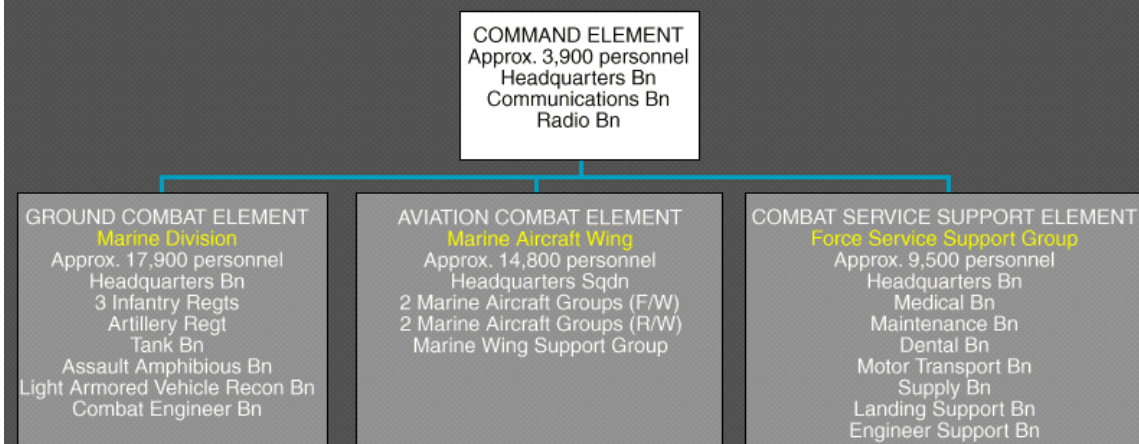 COMMAND ELEMENT
Approx. 3,900 personnel
Headquarters Bn
Communications Bn
Radio Bn
GROUND COMBAT ELEMENT
Marine Division
Approx. 17,900 personnel
Headquarters Bn
3 Infantry Regts
Artillery Regt
Tank Bn
Assault Amphibious Bn
Light Armored Vehicle Recon Bn
Combat Engineer Bn
AVIATION COMBAT ELEMENT
Marine Aircraft Wing
Approx. 14,800 personnel
Headquarters Sqdn
2 Marine Aircraft Groups (F/W)
2 Marine Aircraft Groups (R/W)
Marine Wing Support Group
COMBAT SERVICE SUPPORT ELEMENT
Force Service Support Group
Approx. 9,500 personnel
Headquarters Bn
Medical Bn
Maintenance Bn
Dental Bn
Motor Transport Bn
Supply Bn
Landing Support Bn
Engineer Support Bn